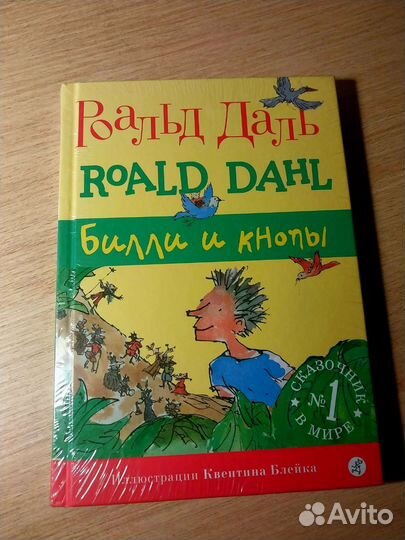 Роальд Даль
ROALD DAHL
Билли и кнопы
СКАЗОЧНИК
№1
В МИРЕ
Иллюстрации Квентина Блейка
Avito